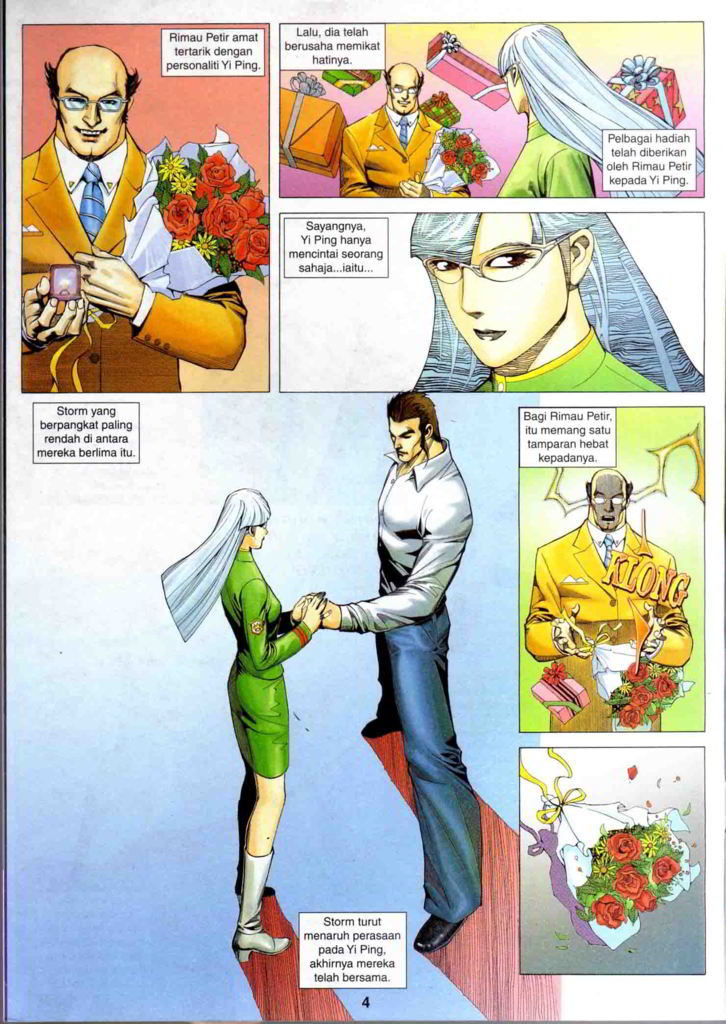 Rimau Petir amat
tertarik dengan
personaliti Yi Ping.
Lalu, dia telah
berusaha memikat
hatinya.
Pelbagai hadiah
telah diberikan
oleh Rimau Petir
kepada Yi Ping.
Sayangnya,
Yi Ping hanya
mencintai seorang
sahaja...iaitu...
Storm yang
berpangkat paling
rendah di antara
mereka berlima itu.
Bagi Rimau Petir,
itu memang satu
tamparan hebat
kepadanya.
KLONG
Storm turut
menaruh perasaan
pada Yi Ping,
akhirnya mereka
telah bersama.
4